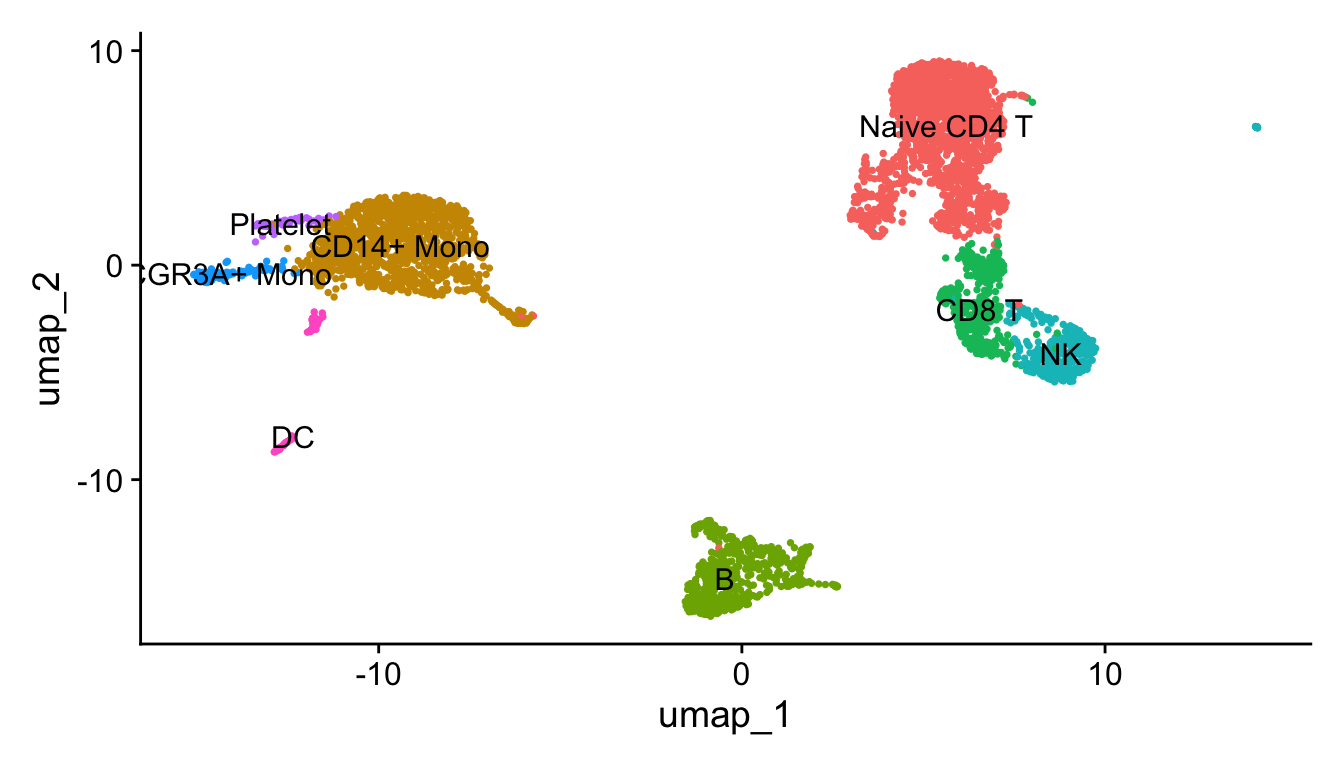 10
Naive CD4 T
Platelet
CD14+ Mono
0
CGR3A+ Mono
CD8 T
NK
DC
-10
B
-10
0
10
umap_1
umap_2